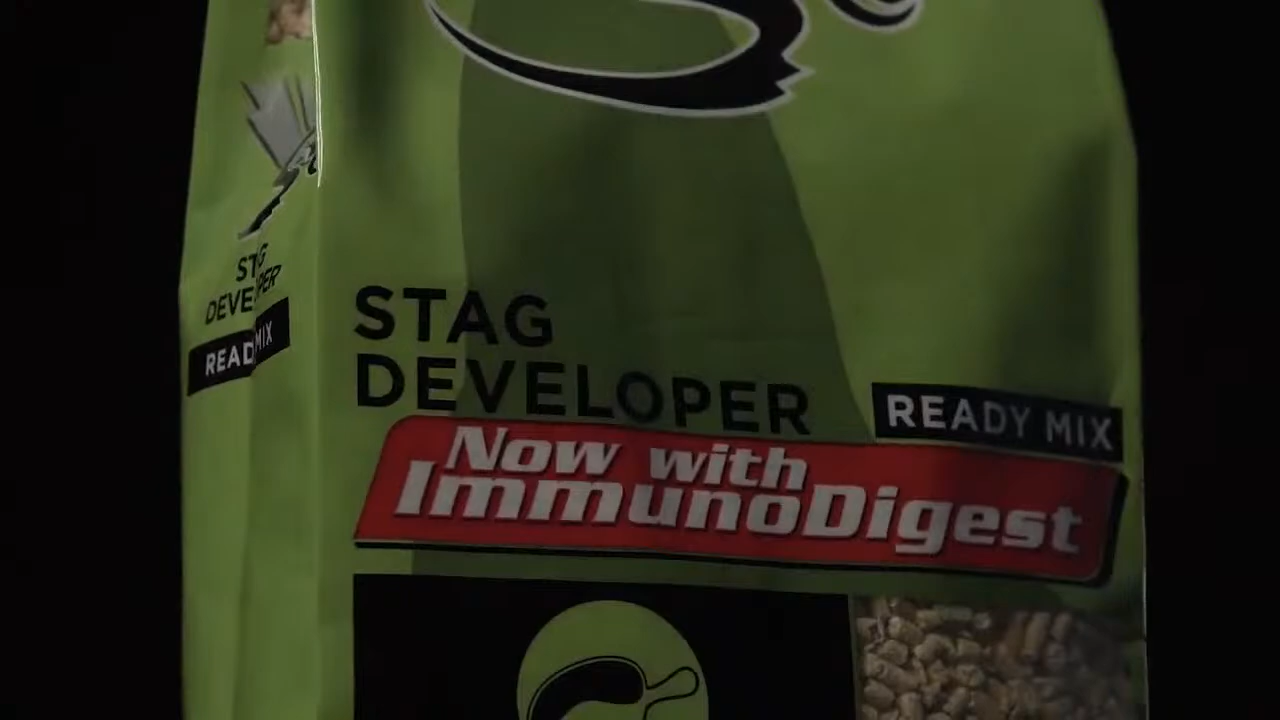 STAG
DEVELOPER
READY MIX
STAG
DEVELOPER
READY MIX
Now with
ImmunoDigest